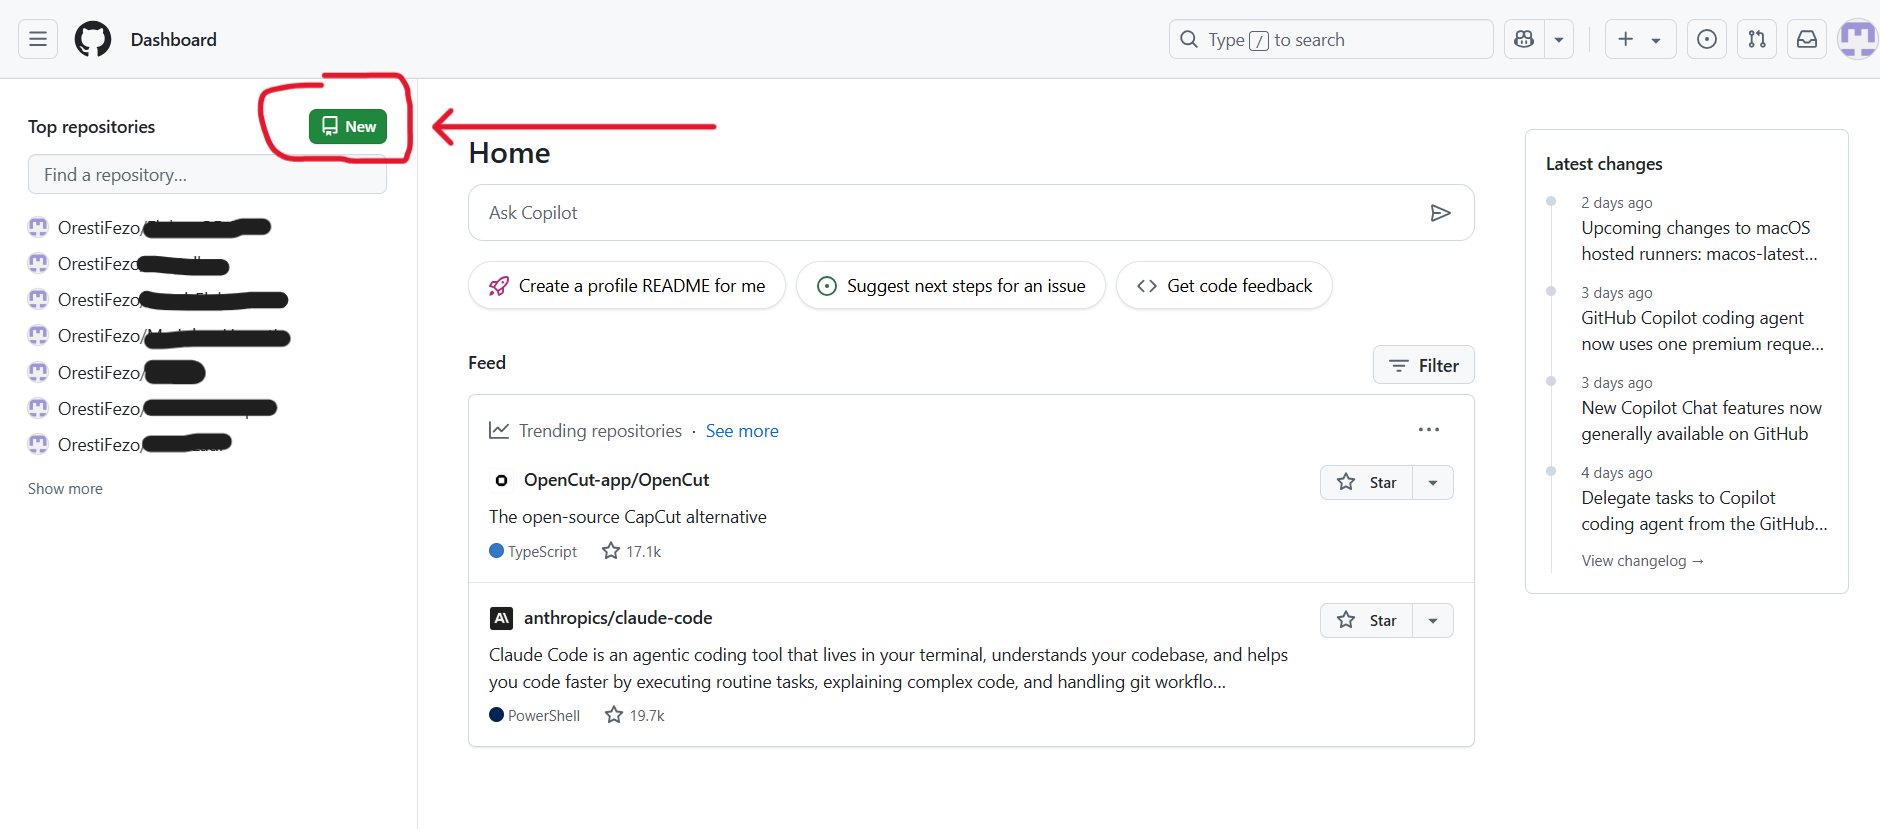 Dashboard
Type / to search
Top repositories
New
Find a repository...
OrestiFezo/
OrestiFezo
OrestiFezo/
OrestiFezo/
OrestiFezo/
OrestiFezo/
OrestiFezo/
Show more
Home
Ask Copilot
Create a profile README for me
Suggest next steps for an issue
Get code feedback
Feed
Filter
Trending repositories · See more
OpenCut-app/OpenCut
Star
The open-source CapCut alternative
TypeScript 17.1k
anthropics/claude-code
Star
Claude Code is an agentic coding tool that lives in your terminal, understands your codebase, and helps
you code faster by executing routine tasks, explaining complex code, and handling git workflo...
PowerShell 19.7k
Latest changes
2 days ago
Upcoming changes to macOS
hosted runners: macos-latest...
3 days ago
GitHub Copilot coding agent
now uses one premium reque...
3 days ago
New Copilot Chat features now
generally available on GitHub
4 days ago
Delegate tasks to Copilot
coding agent from the GitHub...
View changelog →